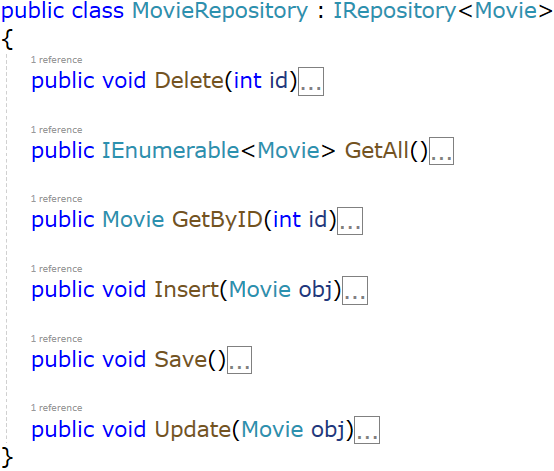 public class MovieRepository : IRepository<Movie>
{
1 reference
public void Delete(int id)...
1 reference
public IEnumerable<Movie> GetAll()...
1 reference
public Movie GetByID(int id)...
1 reference
public void Insert(Movie obj)...
1 reference
public void Save()...
1 reference
public void Update(Movie obj)...
}